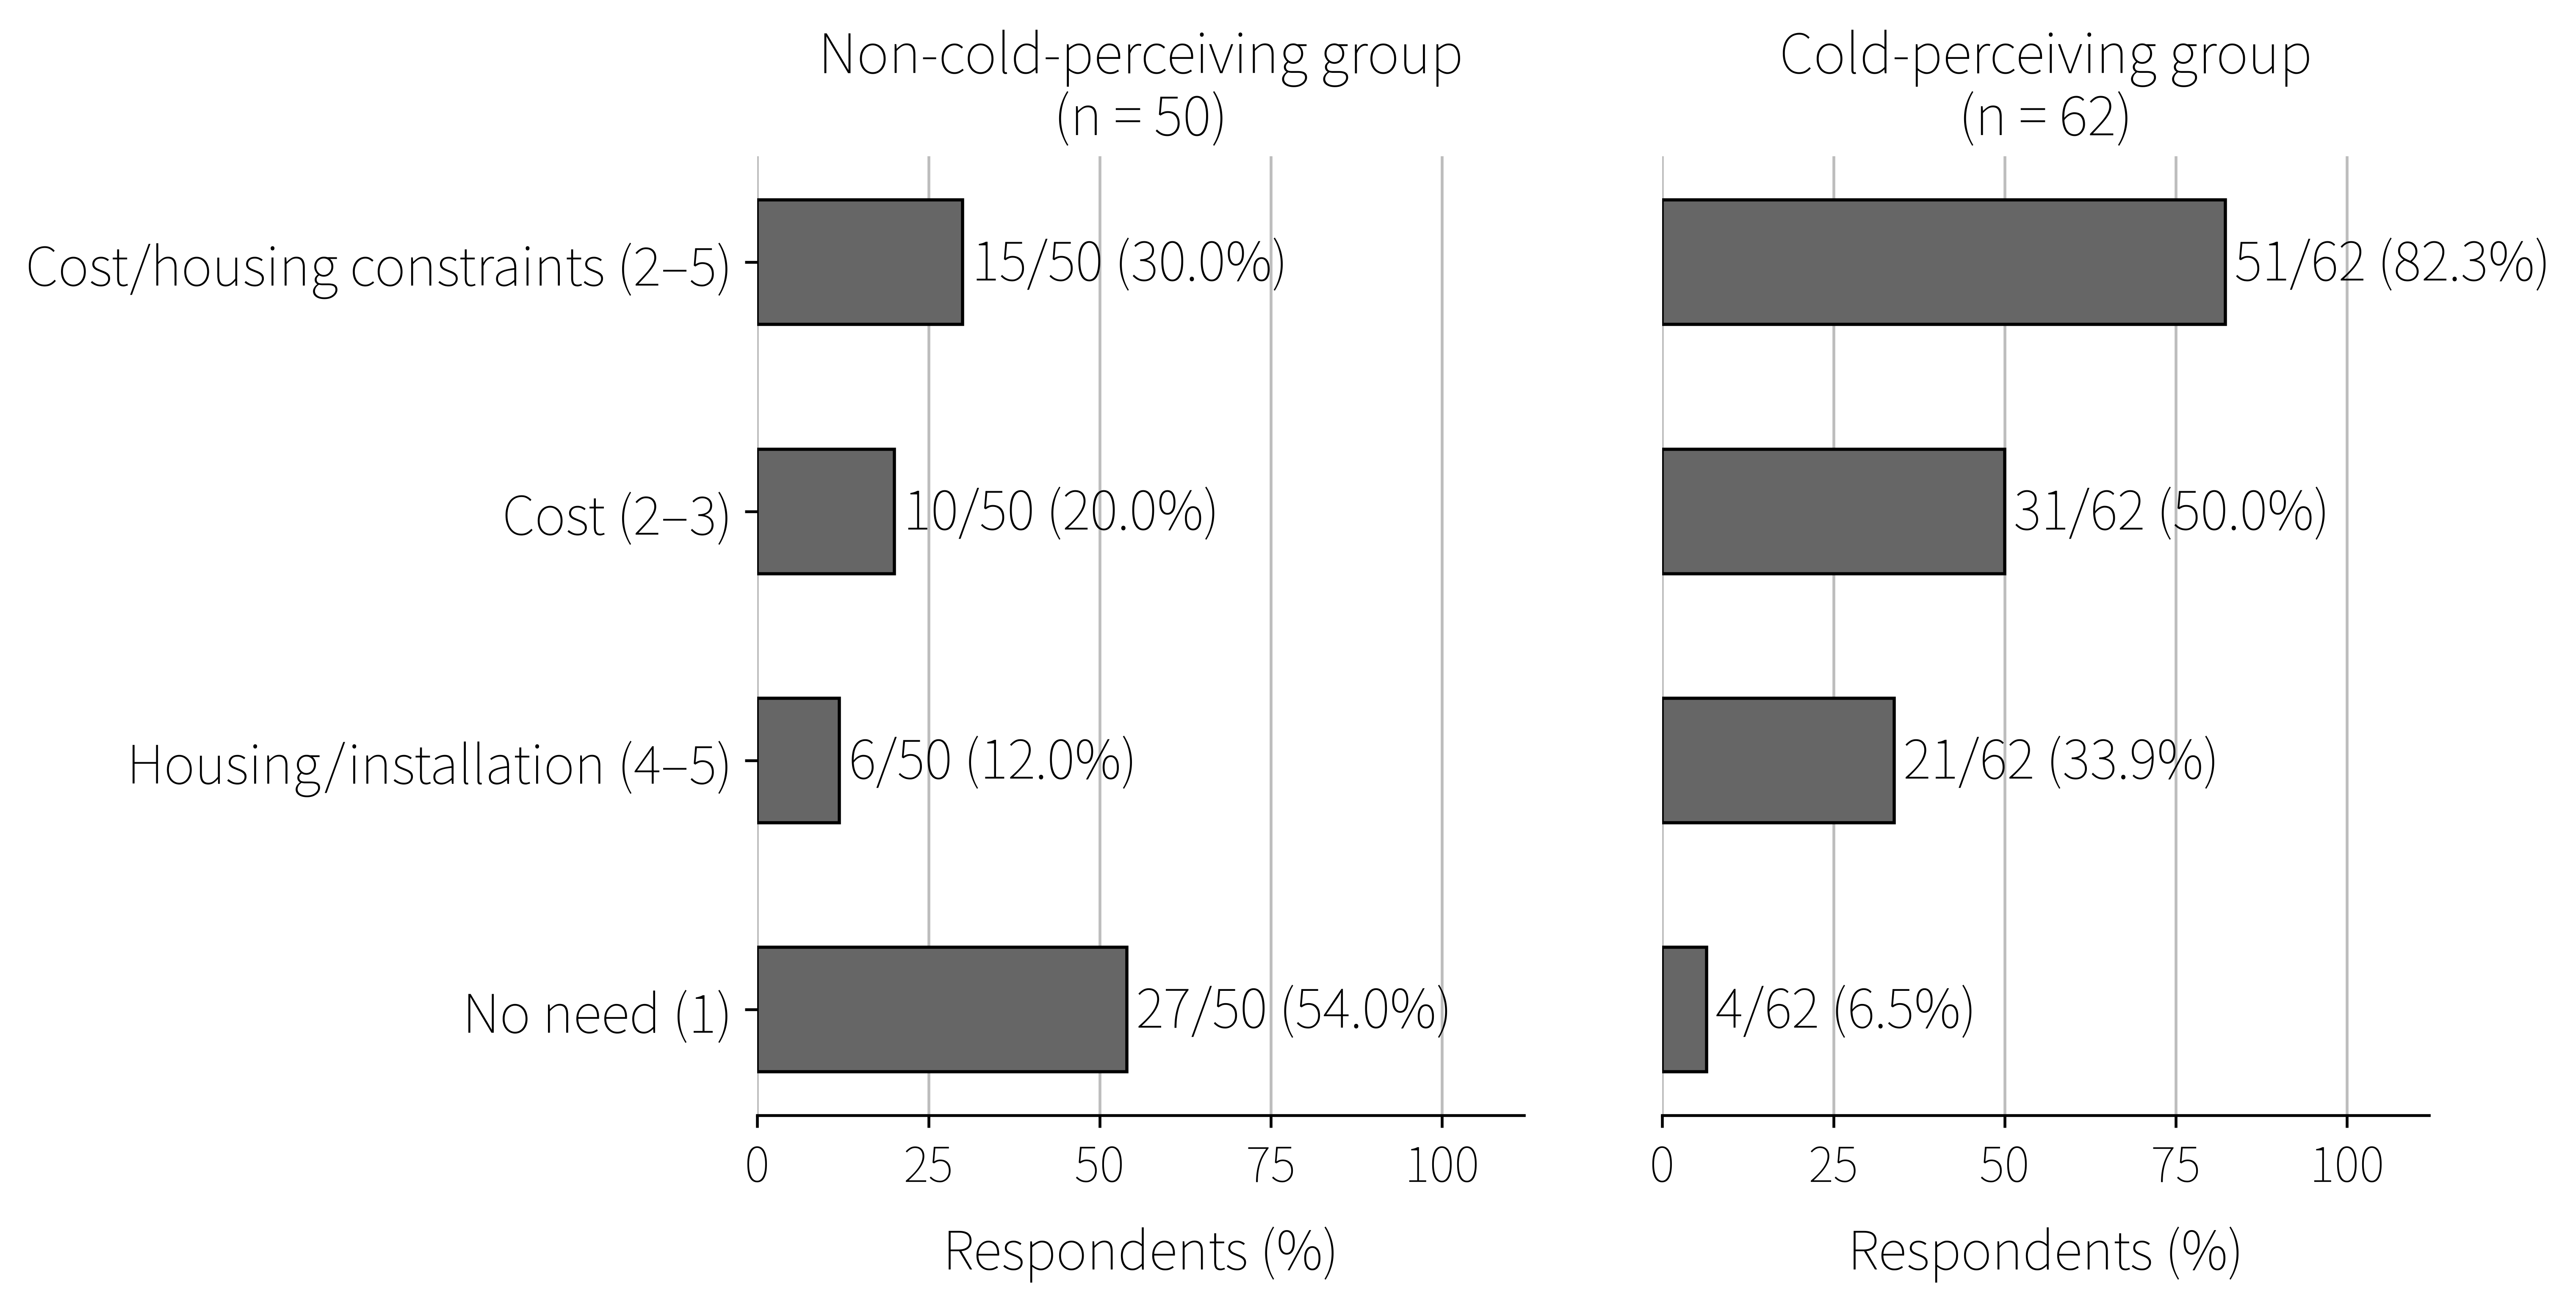 Non-cold-perceiving group
(n = 50)
Cold-perceiving group
(n = 62)
Cost/housing constraints (2–5)
15/50 (30.0%)
51/62 (82.3%)
Cost (2–3)
10/50 (20.0%)
31/62 (50.0%)
Housing/installation (4–5)
6/50 (12.0%)
21/62 (33.9%)
No need (1)
27/50 (54.0%)
4/62 (6.5%)
0 25 50 75 100
0 25 50 75 100
Respondents (%)
Respondents (%)